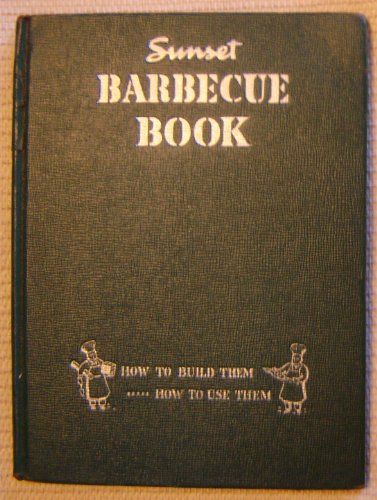 Sunset
BARBECUE
BOOK
HOW TO BUILD THEM
..... HOW TO USE THEM